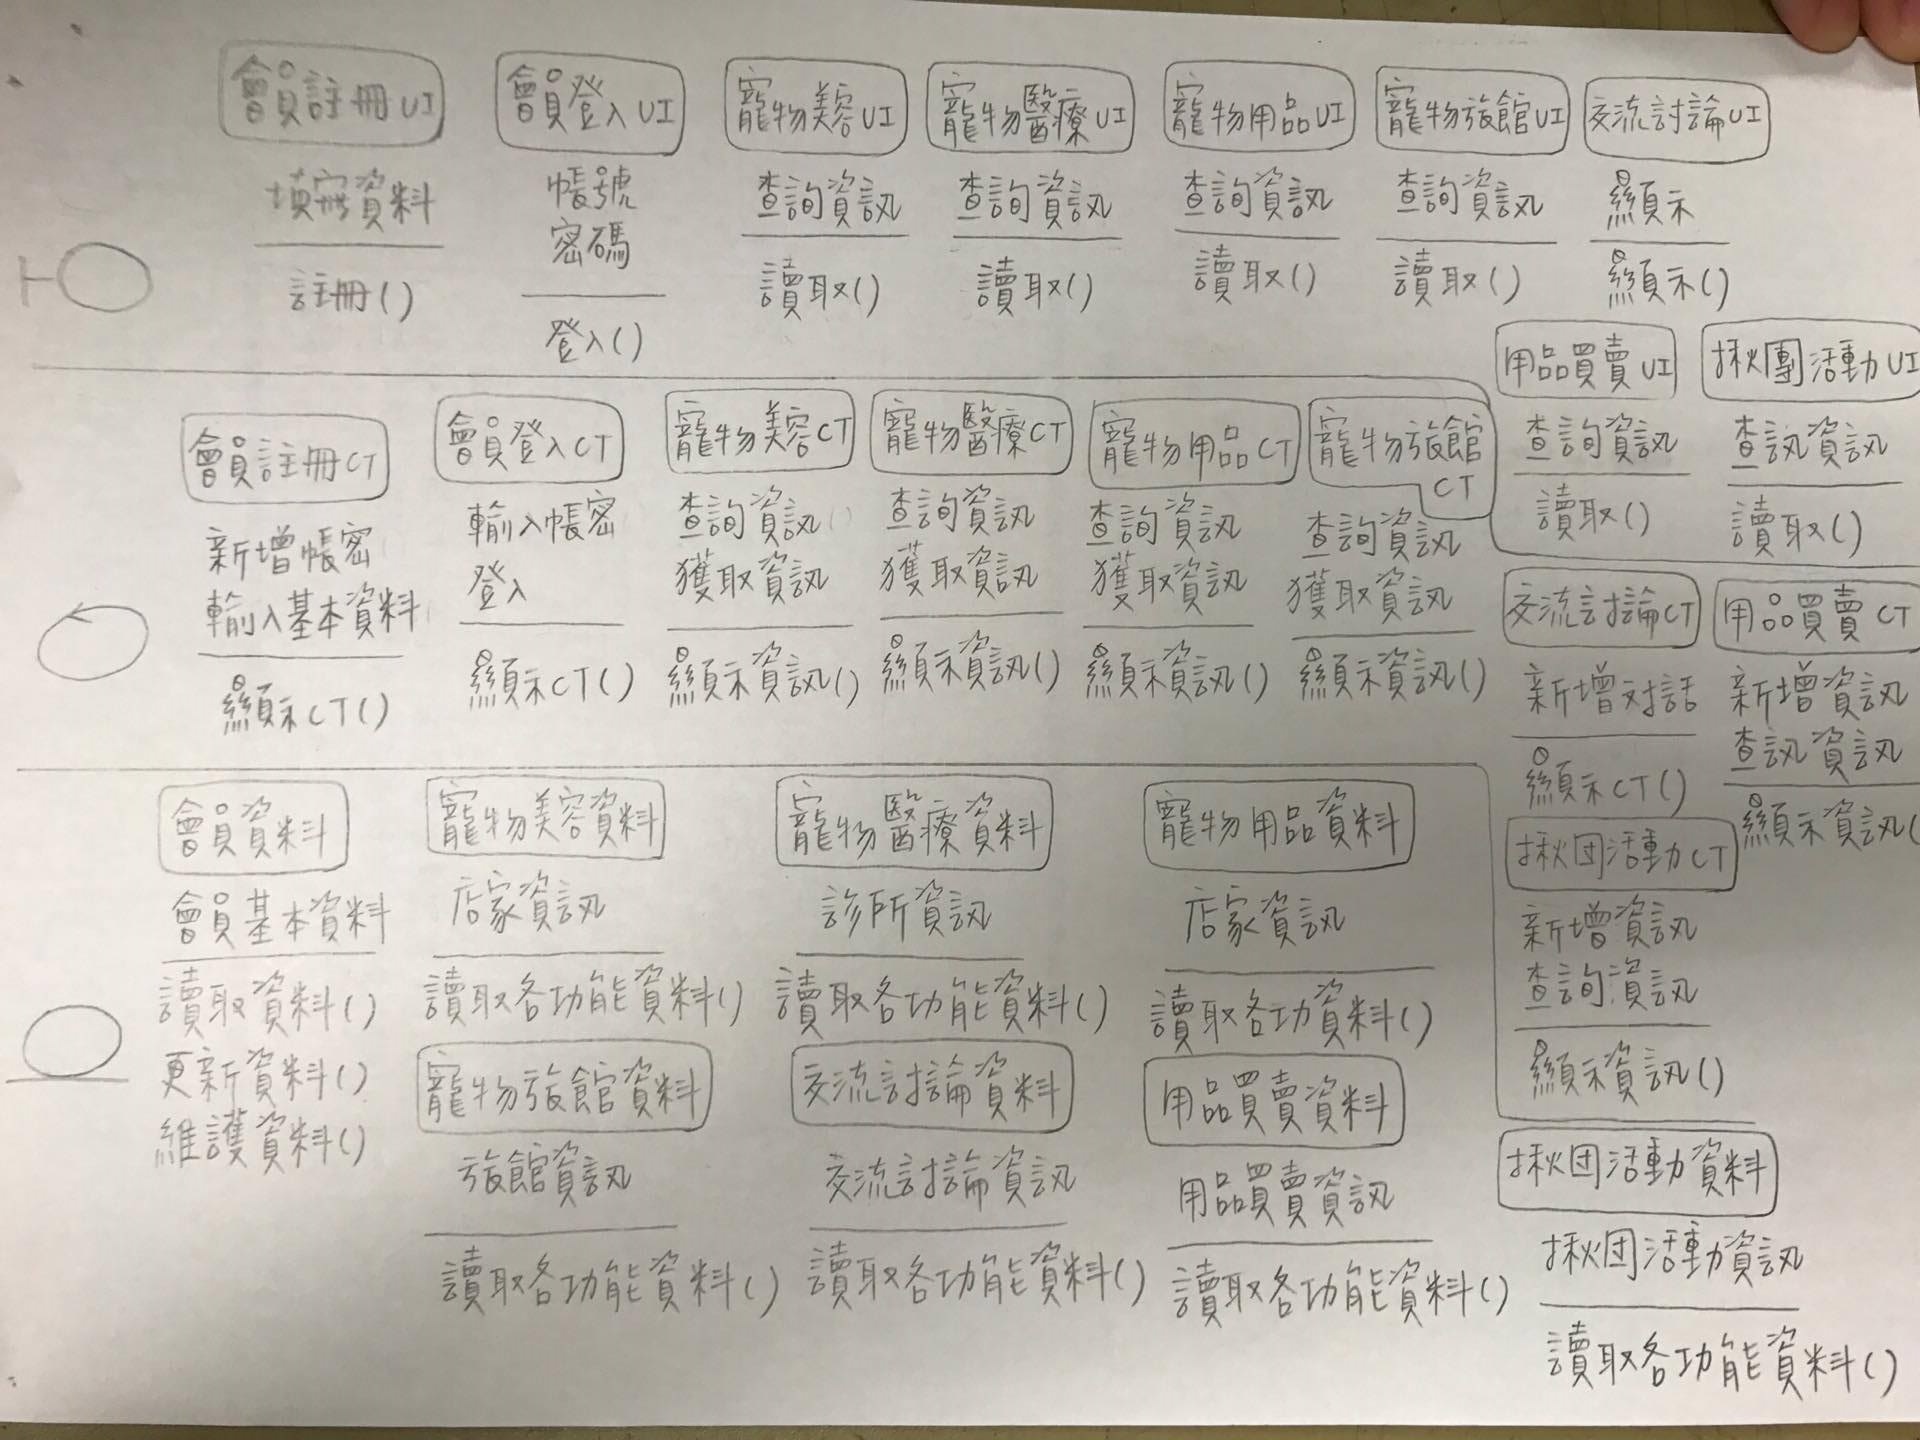 會員註冊UI
填寫資料
註冊()
會員登入UI
帳號
密碼
登入()
寵物美容UI
查詢資訊
讀取()
寵物醫療UI
查詢資訊
讀取()
寵物用品UI
查詢資訊
讀取()
寵物旅館UI
查詢資訊
讀取()
交流討論UI
顯示
顯示()
用品買賣UI
查詢資訊
讀取()
揪團活動UI
查訊資訊
讀取()
會員註冊CT
新增帳密
輸入基本資料
顯示CT()
會員登入CT
輸入帳密
登入
顯示CT()
寵物美容CT
查詢資訊
獲取資訊
顯示資訊()
寵物醫療CT
查詢資訊
獲取資訊
顯示資訊()
寵物用品CT
查詢資訊
獲取資訊
顯示資訊()
寵物旅館
CT
查詢資訊
獲取資訊
顯示資訊()
交流討論CT
新增对話
顯示CT()
用品買賣CT
新增資訊
查訊資訊
顯示資訊(
揪团活動CT
新增資訊
查詢資訊
顯示資訊()
會員資料
會員基本資料
讀取資料()
更新資料()
維護資料()
寵物美容資料
店家資訊
讀取各功能資料()
寵物醫療資料
診所資訊
讀取各功能資料()
寵物用品資料
店家資訊
讀取各功資料()
寵物旅館資料
旅館資訊
讀取各功能資料()
交流討論資料
交流討論資訊
讀取各功能資料()
用品買賣資料
用品買賣資訊
讀取各功能資料()
揪团活動資料
揪团活動資訊
讀取各功能資料()